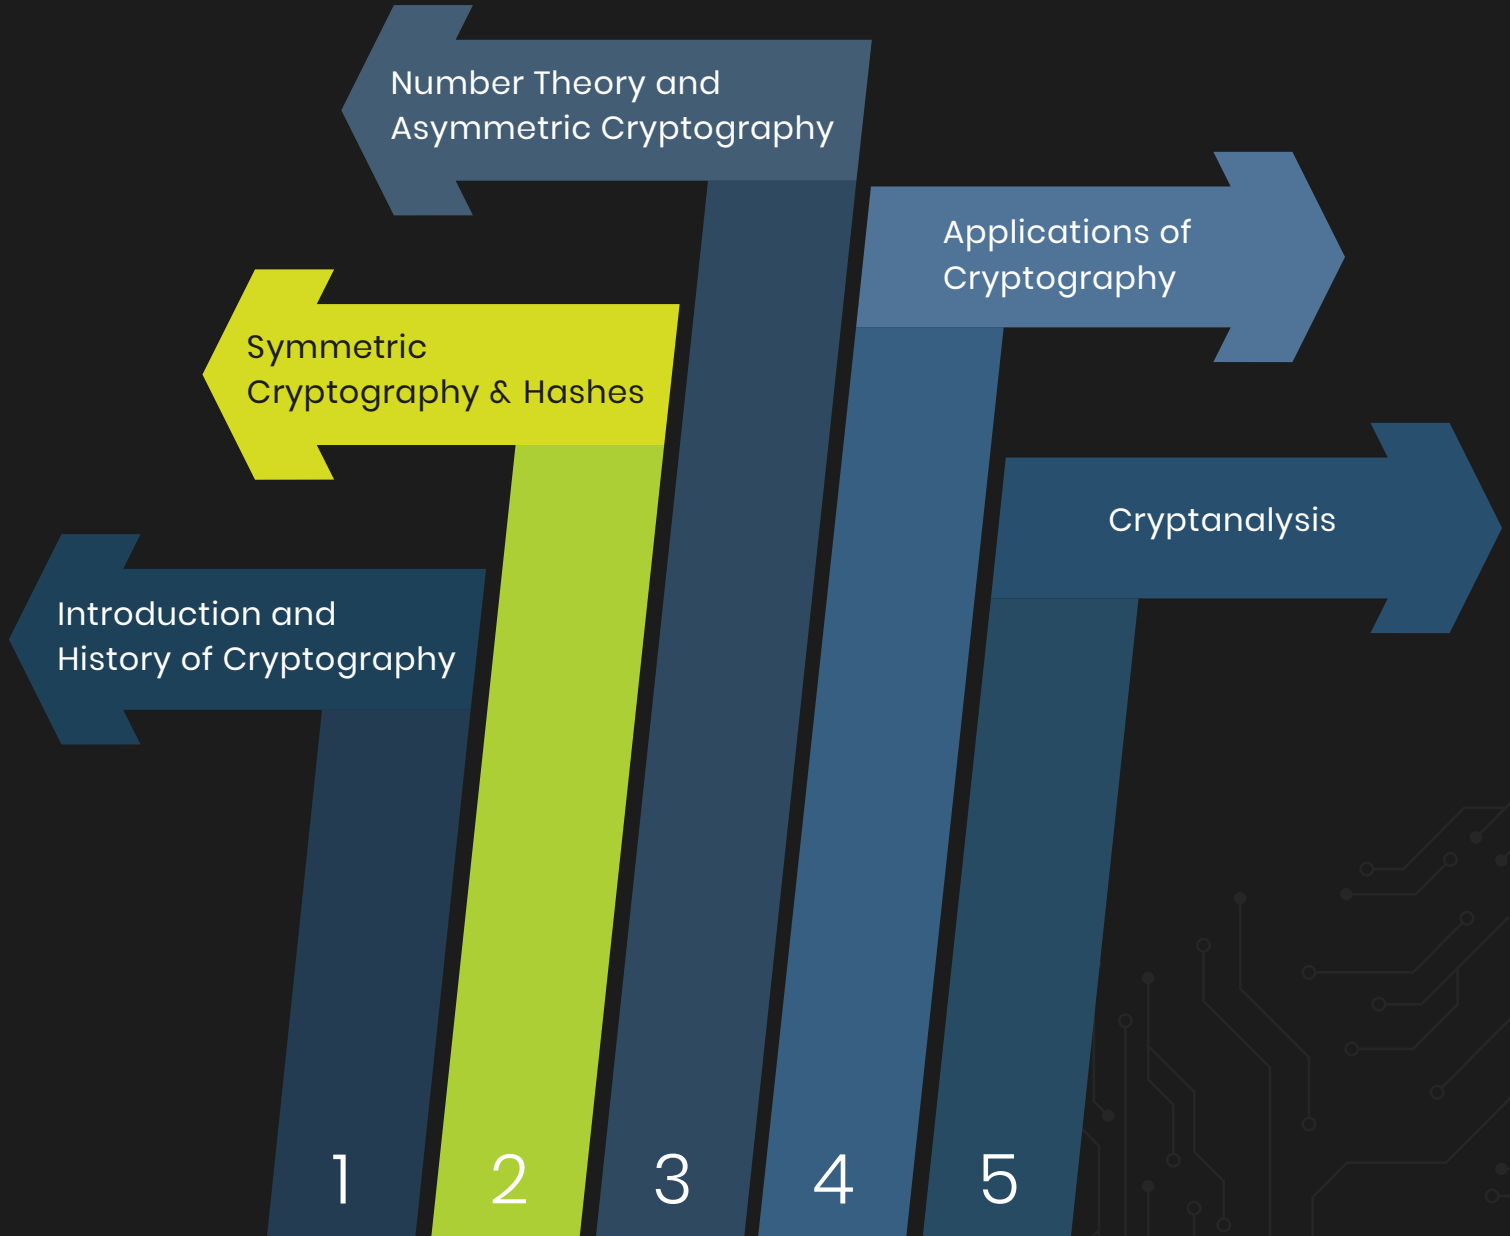 Number Theory and
Asymmetric Cryptography
Applications of
Cryptography
Symmetric
Cryptography & Hashes
Cryptanalysis
Introduction and
History of Cryptography
1 2 3 4 5